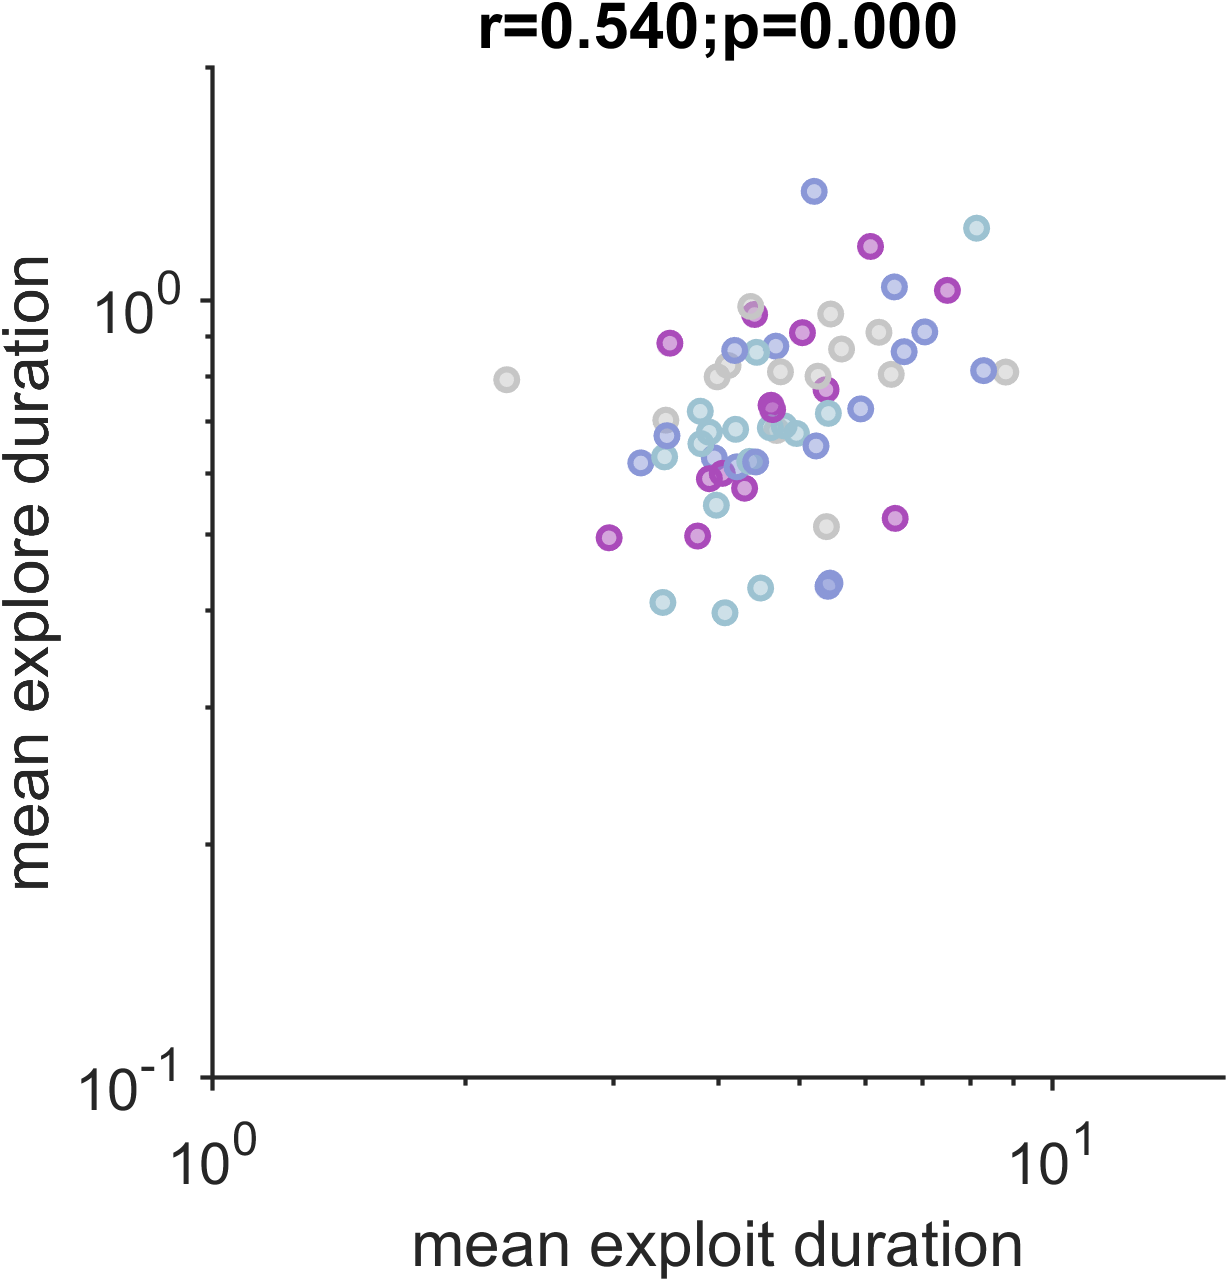 r=0.540;p=0.000
mean explore duration
10^0
10^-1
10^0
10^1
mean exploit duration